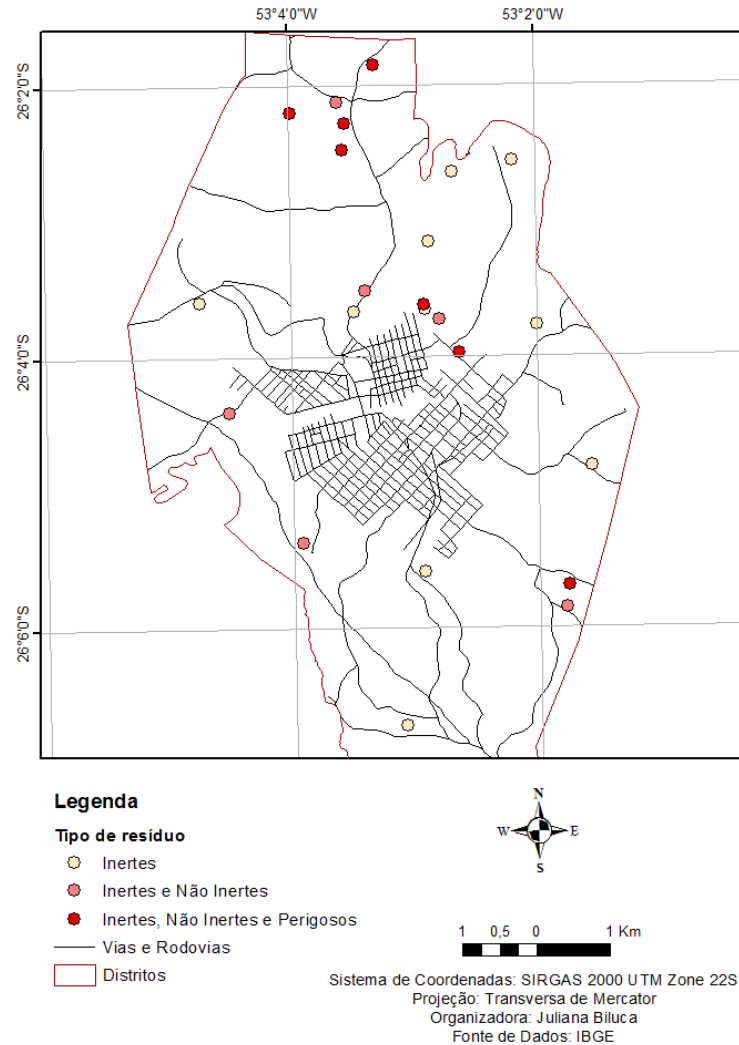 53°4'0"W
53°2'0"W
26°2'0"S
26°4'0"S
26°6'0"S
Legenda
Tipo de resíduo
Inertes
Inertes e Não Inertes
Inertes, Não Inertes e Perigosos
Vias e Rodovias
Distritos
N
W
E
S
1 0,5 0 1 Km
Sistema de Coordenadas: SIRGAS 2000 UTM Zone 22S
Projeção: Transversa de Mercator
Organizadora: Juliana Biluca
Fonte de Dados: IBGE